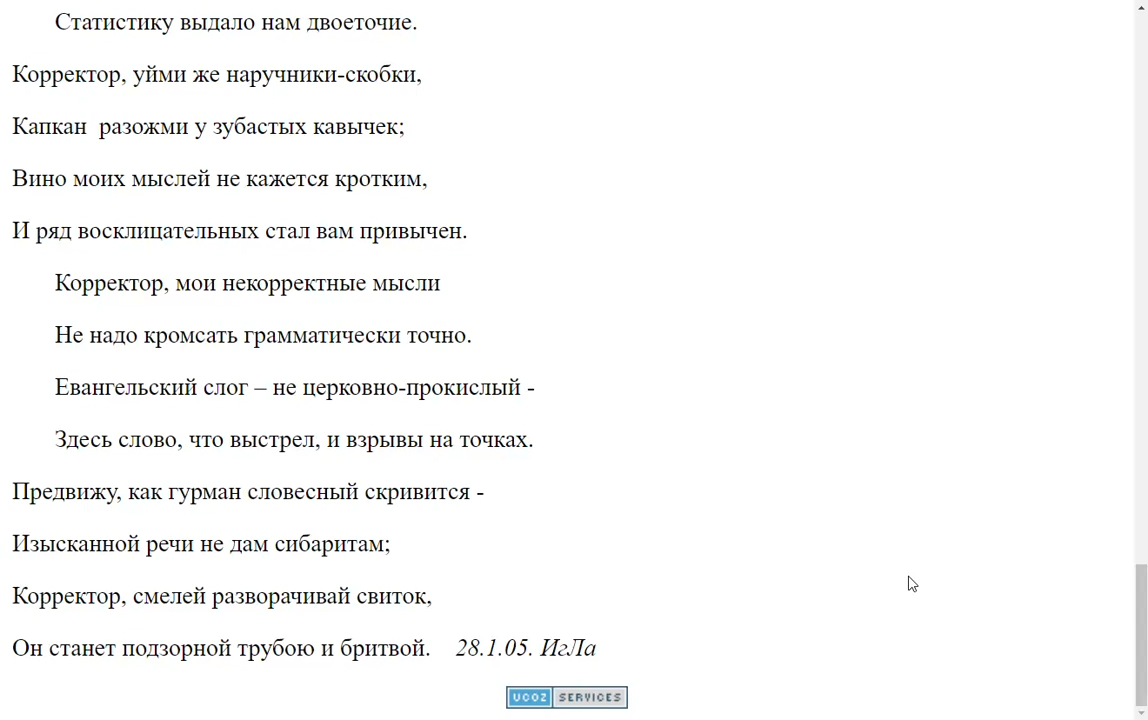 Статистику выдало нам двоеточие.
Корректор, уйми же наручники-скобки,
Капкан  разожми у зубастых кавычек;
Вино моих мыслей не кажется кротким,
И ряд восклицательных стал вам привычен.
Корректор, мои некорректные мысли
Не надо кромсать грамматически точно.
Евангельский слог – не церковно-прокислый -
Здесь слово, что выстрел, и взрывы на точках.
Предвижу, как гурман словесный скривится -
Изысканной речи не дам сибаритам;
Корректор, смелей разворачивай свиток,
Он станет подзорной трубою и бритвой.    28.1.05. ИгЛа
UCOZ SERVICES